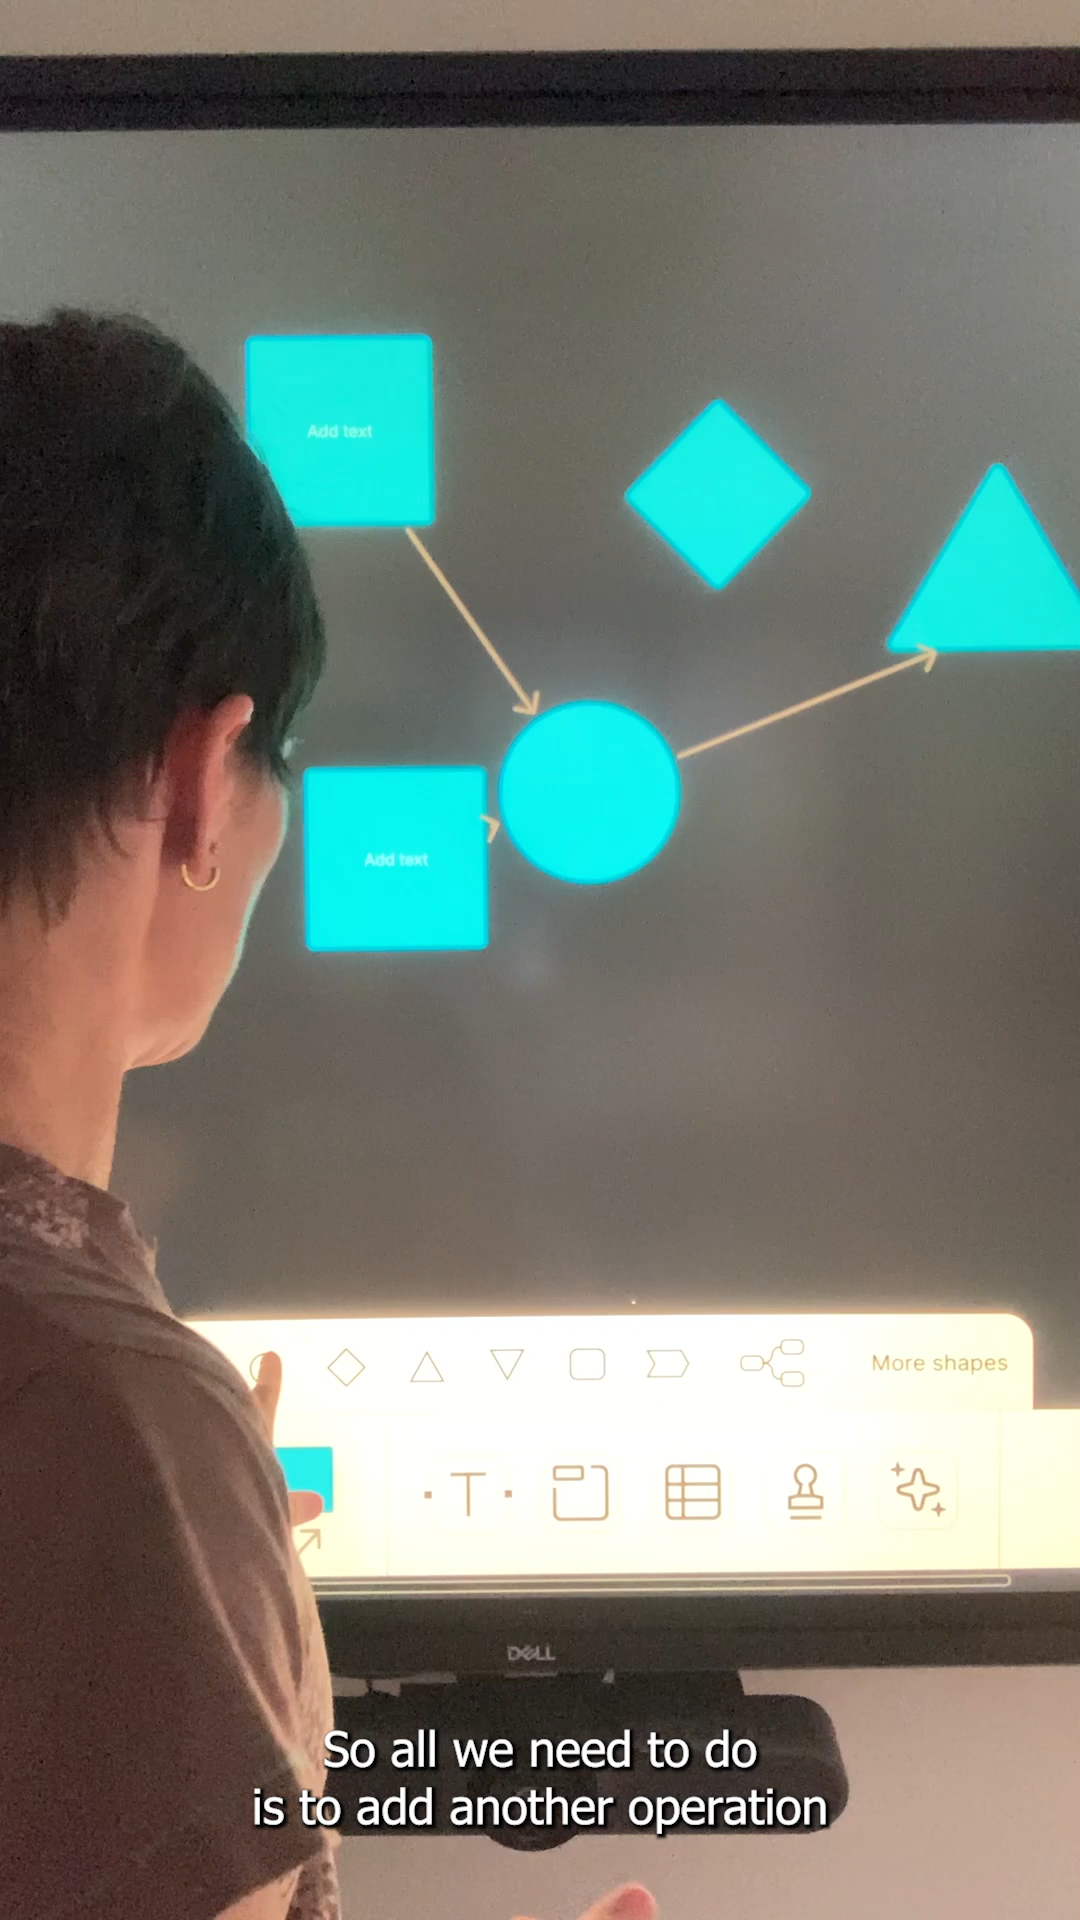 Add text
Add text
More shapes
T
DELL
So all we need to do
is to add another operation